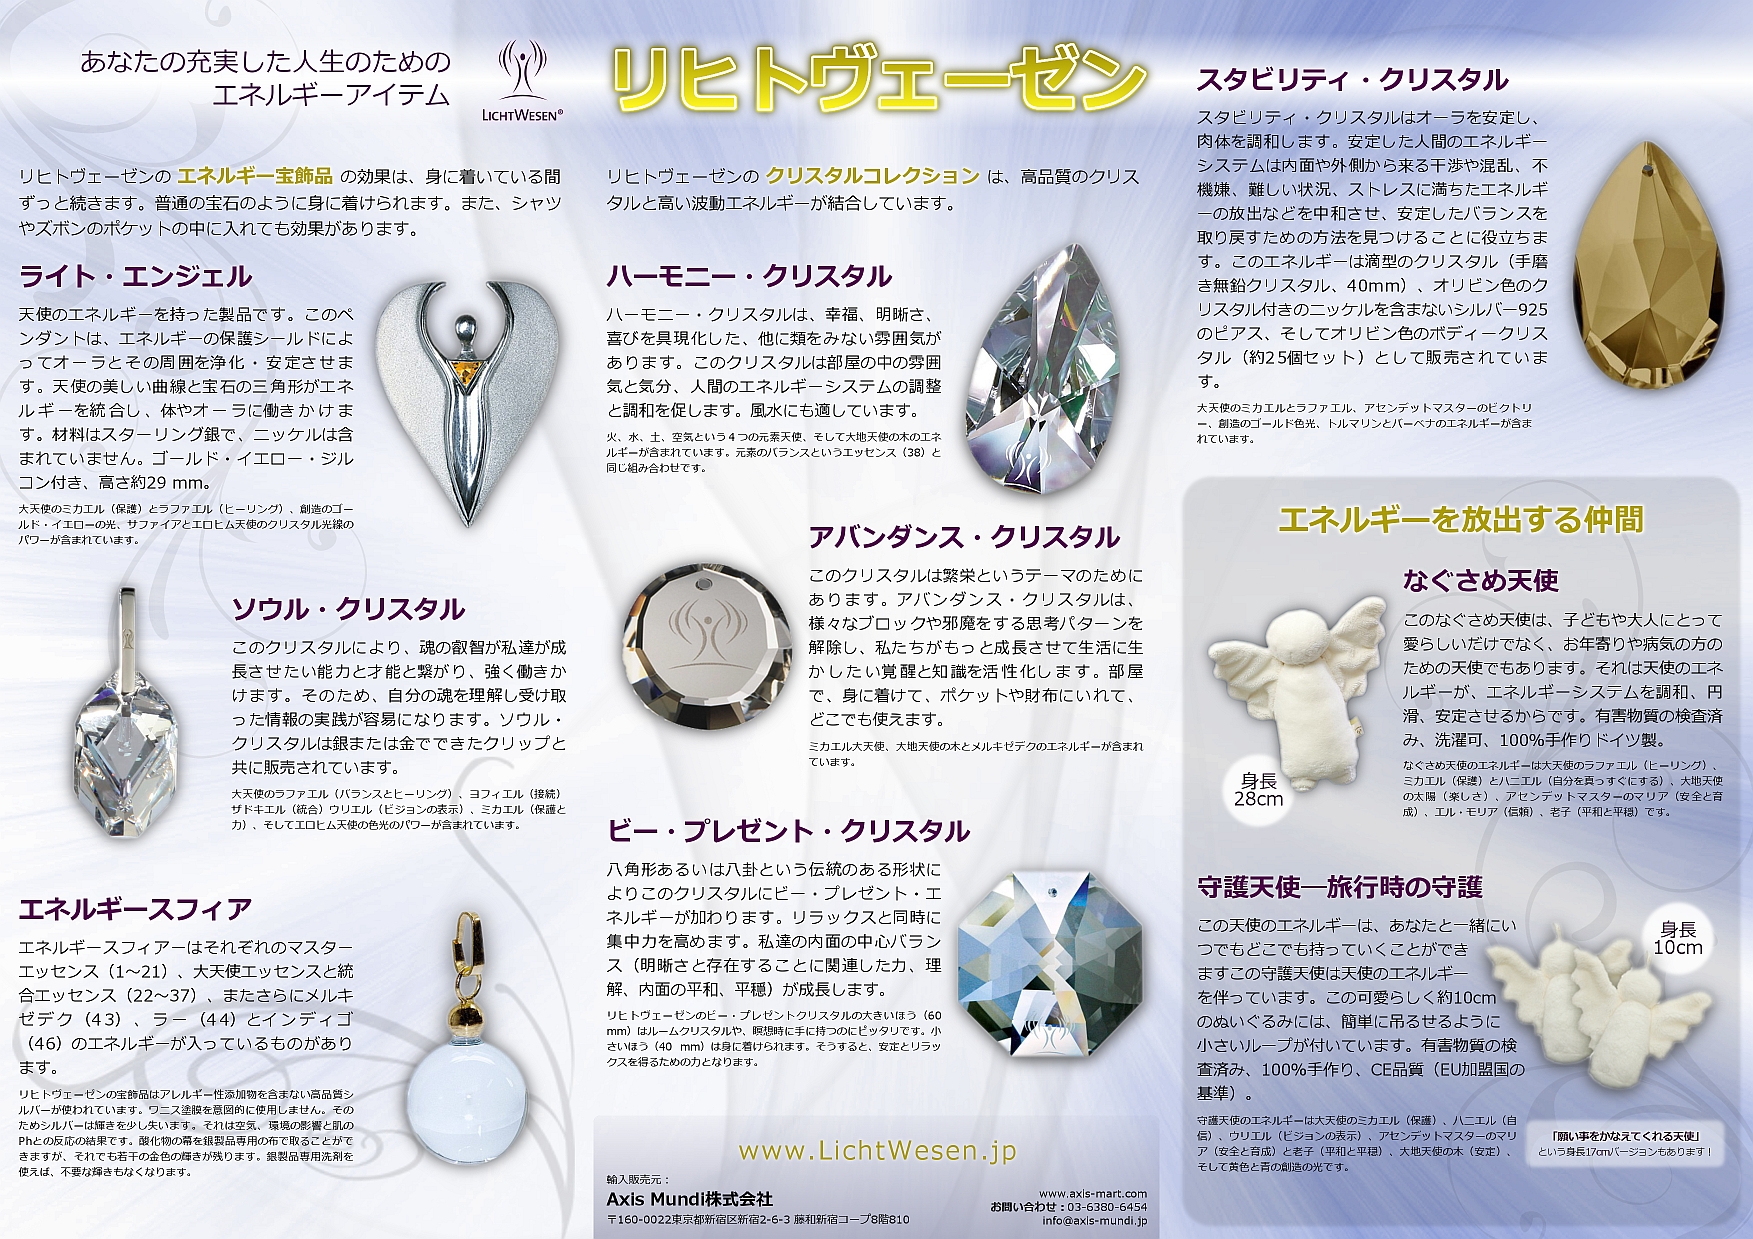 あなたの充実した人生のための
エネルギーアイテム
LICHTWESEN®
リヒトヴェーゼンの エネルギー宝飾品 の効果は、身に着いている間
ずっと続きます。普通の宝石のように身に着けられます。また、シャツ
やズボンのポケットの中に入れても効果があります。
ライト・エンジェル
天使のエネルギーを持った製品です。このペ
ンダントは、エネルギーの保護シールドによ
ってオーラとその周囲を浄化・安定させま
す。天使の美しい曲線と宝石の三角形がエネ
ルギーを統合し、体やオーラに働きかけま
す。材料はスターリング銀で、ニッケルは含
まれていません。ゴールド・イエロー・ジル
コン付き、高さ約29 mm。
大天使のミカエル（保護）とラファエル（ヒーリング）、創造のゴー
ルド・イエローの光、サファイアとエロヒム天使のクリスタル光線の
パワーが含まれています。
ソウル・クリスタル
このクリスタルにより、魂の叡智が私達が成
長させたい能力と才能と繋がり、強く働きか
けます。そのため、自分の魂を理解し受け取
った情報の実践が容易になります。ソウル・
クリスタルは銀または金でできたクリップと
共に販売されています。
大天使のラファエル（バランスとヒーリング）、ヨフィエル（接続）
ザドキエル（統合）ウリエル（ビジョンの表示）、ミカエル（保護と
力）、そしてエロヒム天使の色光のパワーが含まれています。
エネルギースフィア
エネルギースフィアーはそれぞれのマスター
エッセンス（1〜21）、大天使エッセンスと統
合エッセンス（22〜37）、またさらにメルキ
ゼデク（43）、ラー（44）とインディゴ
（46）のエネルギーが入っているものがあり
ます。
リヒトヴェーゼンの宝飾品はアレルギー性添加物を含まない高品質シ
ルバーが使われています。ワニス塗膜を意図的に使用しません。その
ためシルバーは輝きを少し失います。それは空気、環境の影響と肌の
Phとの反応の結果です。酸化物の幕を銀製品専用の布で取ることがで
きますが、それでも若干の金色の輝きが残ります。銀製品専用洗剤を
使えば、不要な輝きもなくなります。
リヒトヴェーゼン
リヒトヴェーゼンの クリスタルコレクション は、高品質のクリス
タルと高い波動エネルギーが結合しています。
ハーモニー・クリスタル
ハーモニー・クリスタルは、幸福、明晰さ、
喜びを具現化した、他に類をみない雰囲気が
あります。このクリスタルは部屋の中の雰囲
気と気分、人間のエネルギーシステムの調整
と調和を促します。風水にも適しています。
火、水、土、空気という４つの元素天使、そして大地天使の木のエネ
ルギーが含まれています。元素のバランスというエッセンス（38）と
同じ組み合わせです。
アバンダンス・クリスタル
このクリスタルは繁栄というテーマのために
あります。アバンダンス・クリスタルは、
様々なブロックや邪魔をする思考パターンを
解除し、私たちがもっと成長させて生活に生
かしたい覚醒と知識を活性化します。部屋
で、身に着けて、ポケットや財布にいれて、
どこでも使えます。
ミカエル大天使、大地天使の木とメルキゼデクのエネルギーが含まれ
ています。
ビー・プレゼント・クリスタル
八角形あるいは八卦という伝統のある形状に
よりこのクリスタルにビー・プレゼント・エ
ネルギーが加わります。リラックスと同時に
集中力を高めます。私達の内面の中心バラン
ス（明晰さと存在することに関連した力、理
解、内面の平和、平穏）が成長します。
リヒトヴェーゼンのビー・プレゼントクリスタルの大きいほう（60
mm）はルームクリスタルや、瞑想時に手に持つのにピッタリです。小
さいほう（40 mm）は身に着けられます。そうすると、安定とリラッ
クスを得るための力となります。
www.LichtWesen.jp
輸入販売元：
Axis Mundi株式会社
〒160-0022東京都新宿区新宿2-6-3 藤和新宿コープ8階810
www.axis-mart.com
お問い合わせ：03-6380-6454
info@axis-mundi.jp
スタビリティ・クリスタル
スタビリティ・クリスタルはオーラを安定し、
肉体を調和します。安定した人間のエネルギー
システムは内面や外側から来る干渉や混乱、不
機嫌、難しい状況、ストレスに満ちたエネルギ
ーの放出などを中和させ、安定したバランスを
取り戻すための方法を見つけることに役立ちま
す。このエネルギーは滴型のクリスタル（手磨
き無鉛クリスタル、40mm）、オリビン色のク
リスタル付きのニッケルを含まないシルバー925
のピアス、そしてオリビン色のボディークリス
タル（約25個セット）として販売されていま
す。
大天使のミカエルとラファエル、アセンデットマスターのビクトリ
ー、創造のゴールド色光、トルマリンとバーベナのエネルギーが含ま
れています。
エネルギーを放出する仲間
なぐさめ天使
このなぐさめ天使は、子どもや大人にとって
愛らしいだけでなく、お年寄りや病気の方の
ための天使でもあります。それは天使のエネ
ルギーが、エネルギーシステムを調和、円
滑、安定させるからです。有害物質の検査済
み、洗濯可、100%手作りドイツ製。
なぐさめ天使のエネルギーは大天使のラファエル（ヒーリング）、
ミカエル（保護）とハニエル（自分を真っすぐにする）、大地天使
の太陽（楽しさ）、アセンデットマスターのマリア（安全と育
成）、エル・モリア（信頼）、老子（平和と平穏）です。
身長
28cm
守護天使―旅行時の守護
この天使のエネルギーは、あなたと一緒にい
つでもどこでも持っていくことができ
ますこの守護天使は天使のエネルギー
を伴っています。この可愛らしく約10cm
のぬいぐるみには、簡単に吊るせるように
小さいループが付いています。有害物質の検
査済み、100%手作り、CE品質（EU加盟国の
基準）。
身長
10cm
守護天使のエネルギーは大天使のミカエル（保護）、ハニエル（自
信）、ウリエル（ビジョンの表示）、アセンデットマスターのマリ
ア（安全と育成）と老子（平和と平穏）、大地天使の木（安定）、
そして黄色と青の創造の光です。
「願い事をかなえてくれる天使」
という身長17cmバージョンもあります！